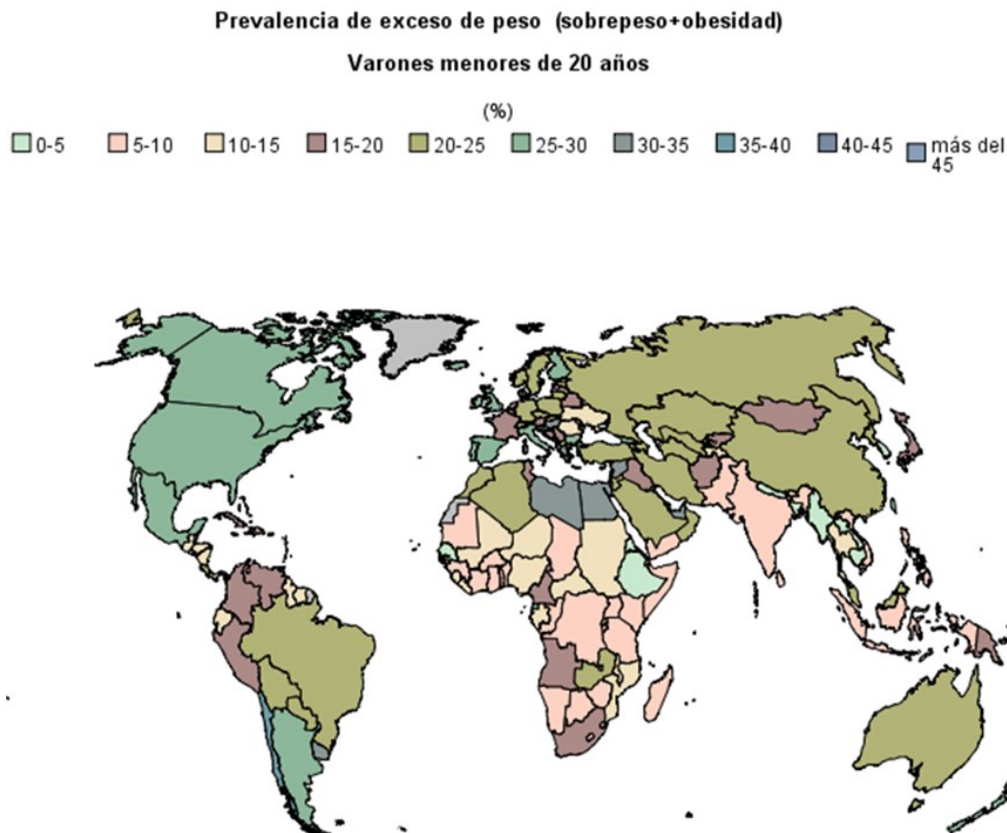 Prevalencia de exceso de peso (sobrepeso+obesidad)
Varones menores de 20 años
(%)
0-5 5-10 10-15 15-20 20-25 25-30 30-35 35-40 40-45 más del
45